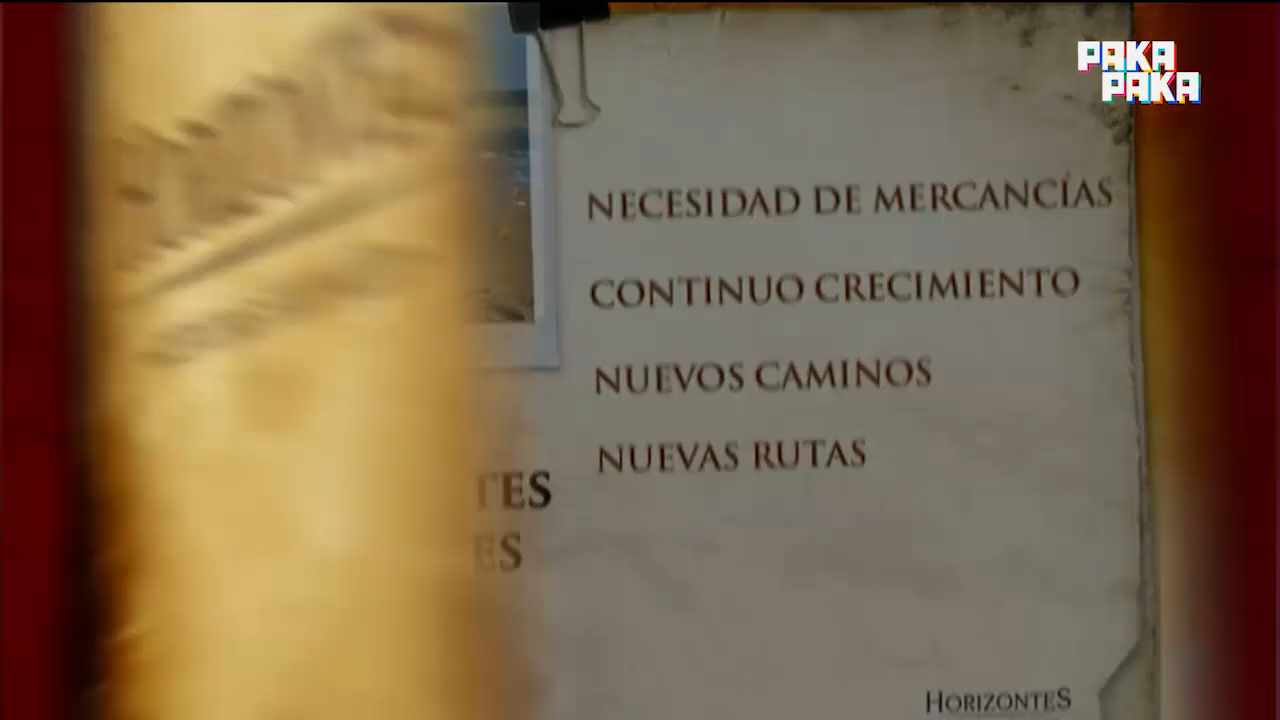 PAKA
PAKA
NECESIDAD DE MERCANCÍAS
CONTINUO CRECIMIENTO
NUEVOS CAMINOS
NUEVAS RUTAS
HORIZONTES